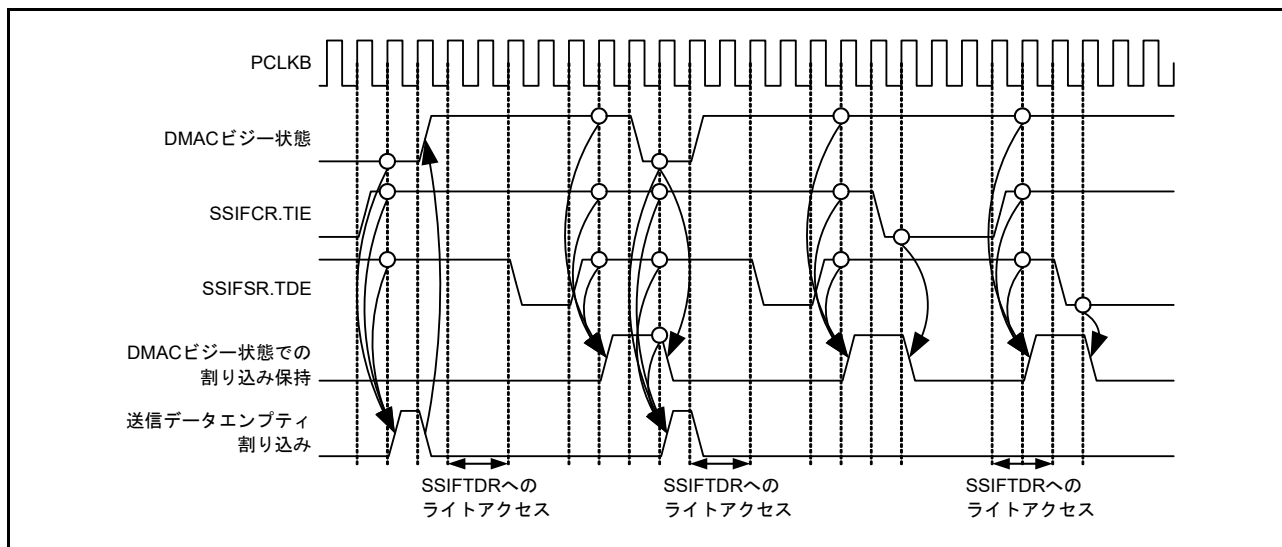 PCLKB
DMACビジー状態
SSIFCR.TIE
SSIFSR.TDE
DMACビジー状態での
割り込み保持
送信データエンプティ
割り込み
SSIFTDRへの
ライトアクセス
SSIFTDRへの
ライトアクセス
SSIFTDRへの
ライトアクセス